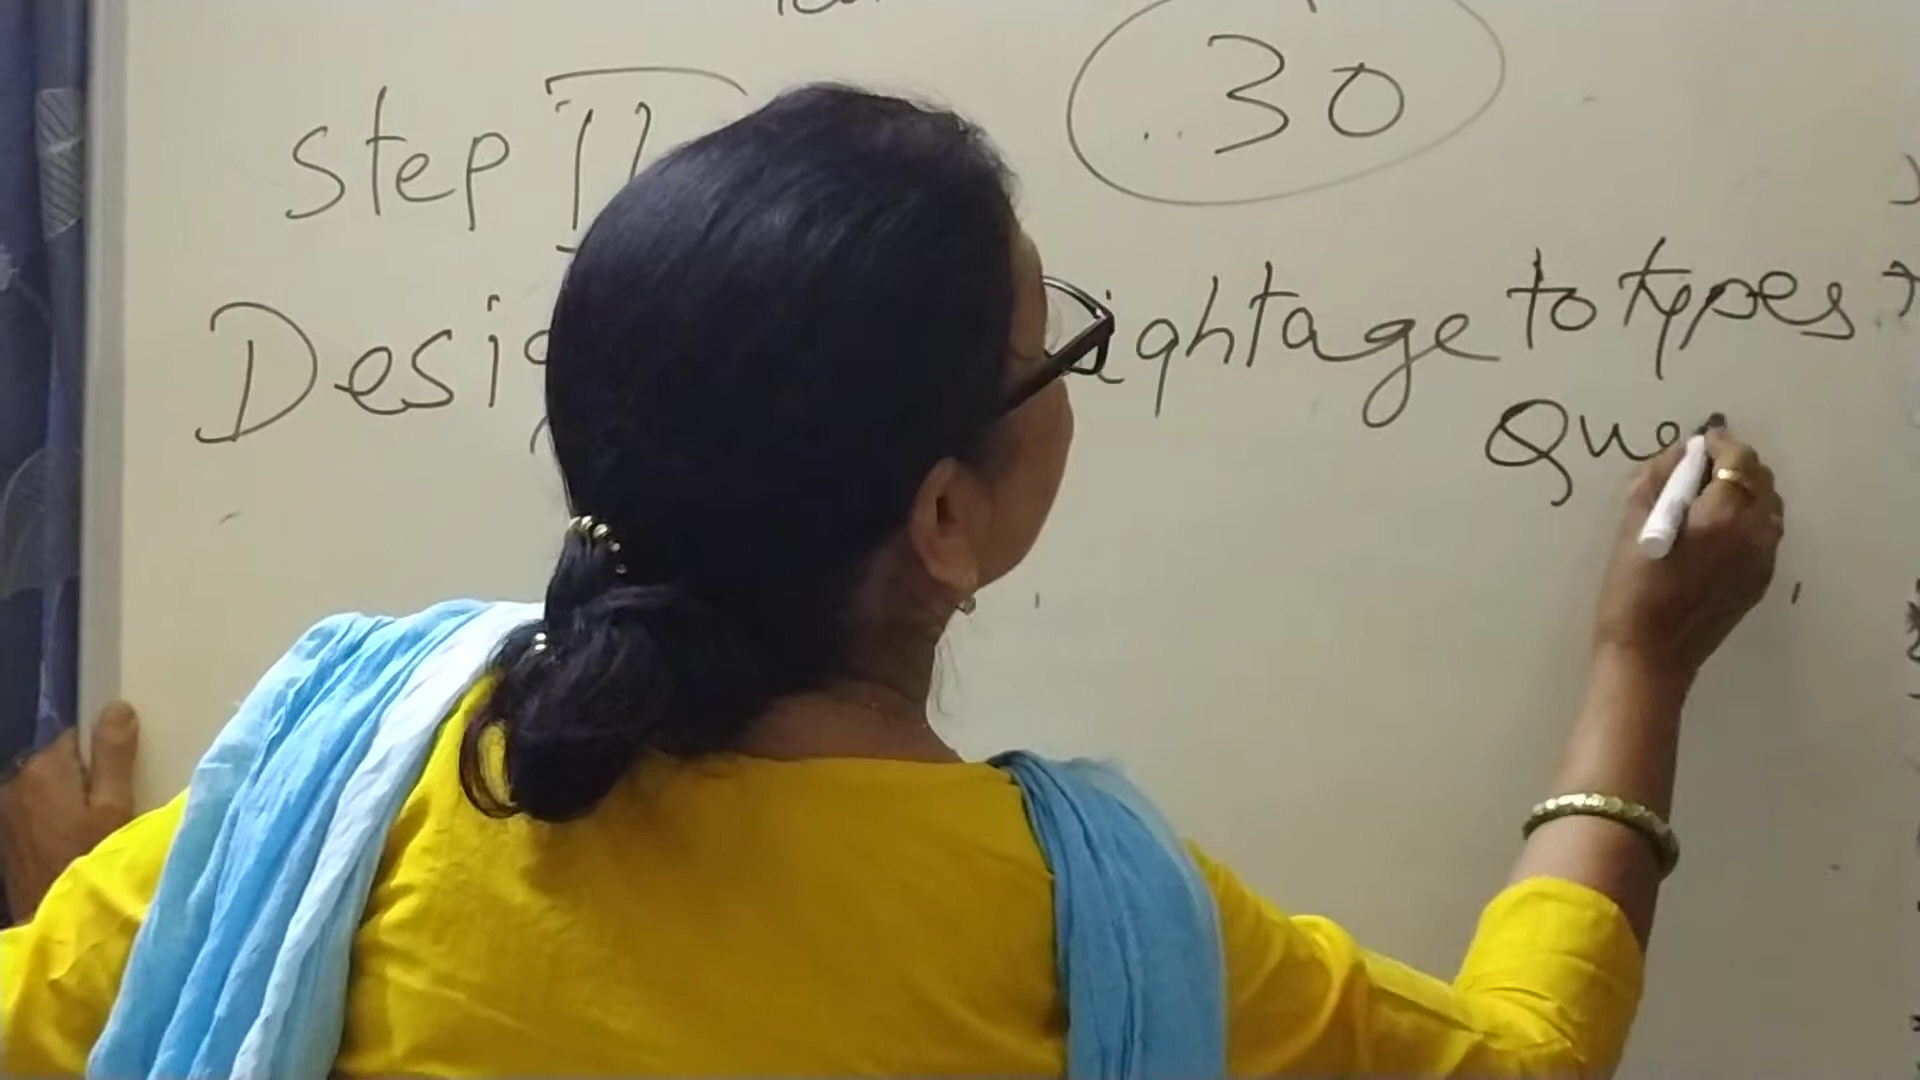 30
Step II
Desig ightage to types
Que